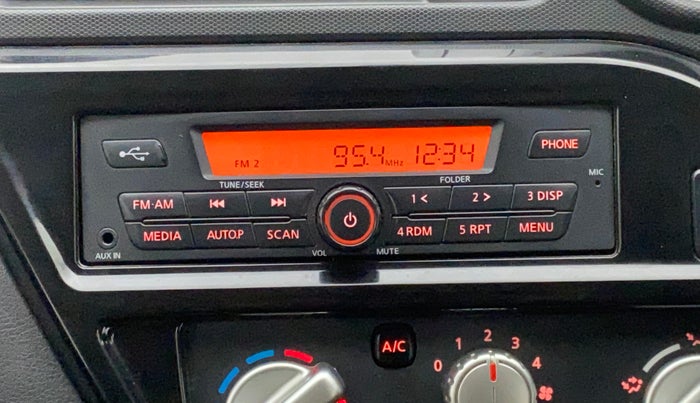 FM 2 95.4 MHz 12:34
PHONE
TUNE/SEEK FOLDER
MIC
FM·AM 1 < 2 > 3 DISP
MEDIA AUTO.P SCAN 4 RDM 5 RPT MENU
AUX IN VOL MUTE
A/C
0 1 2 3 4